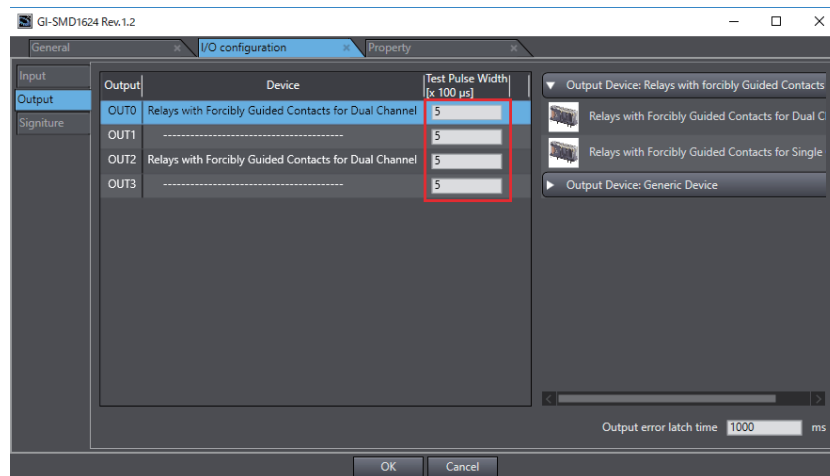 GI-SMD1624 Rev.1.2
General × I/O configuration × Property ×
Input
Output
Signiture
Output Device Test Pulse Width [x 100 µs]
OUT0 Relays with Forcibly Guided Contacts for Dual Channel 5
OUT1 --------------------------------------- 5
OUT2 Relays with Forcibly Guided Contacts for Dual Channel 5
OUT3 --------------------------------------- 5
Output Device: Relays with forcibly Guided Contacts
Relays with Forcibly Guided Contacts for Dual
Relays with Forcibly Guided Contacts for Single
Output Device: Generic Device
Output error latch time 1000 ms
OK Cancel